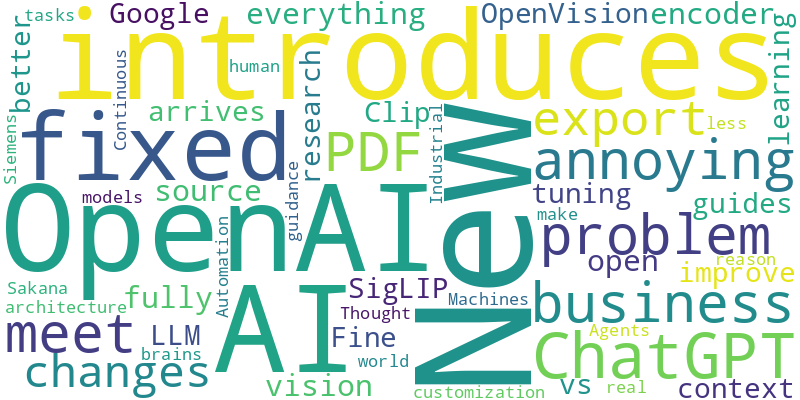 tasks
Google
everything
OpenVision
encoder
introduces
better
human
Continuous
research
learning
arrives
Clip
export
less
Siemens
fixed
PDF
Industrial
New
annoying
models
source
guidance
tuning
guides
make
OpenAI
problem
open
reason
improve
Automation
Sakana
architecture
fully
AI
SigLIP
Machines
business
Thought
meet
LLM
brains
Fine
Agents
ChatGPT
world
changes
vision
customization
vs
real
context